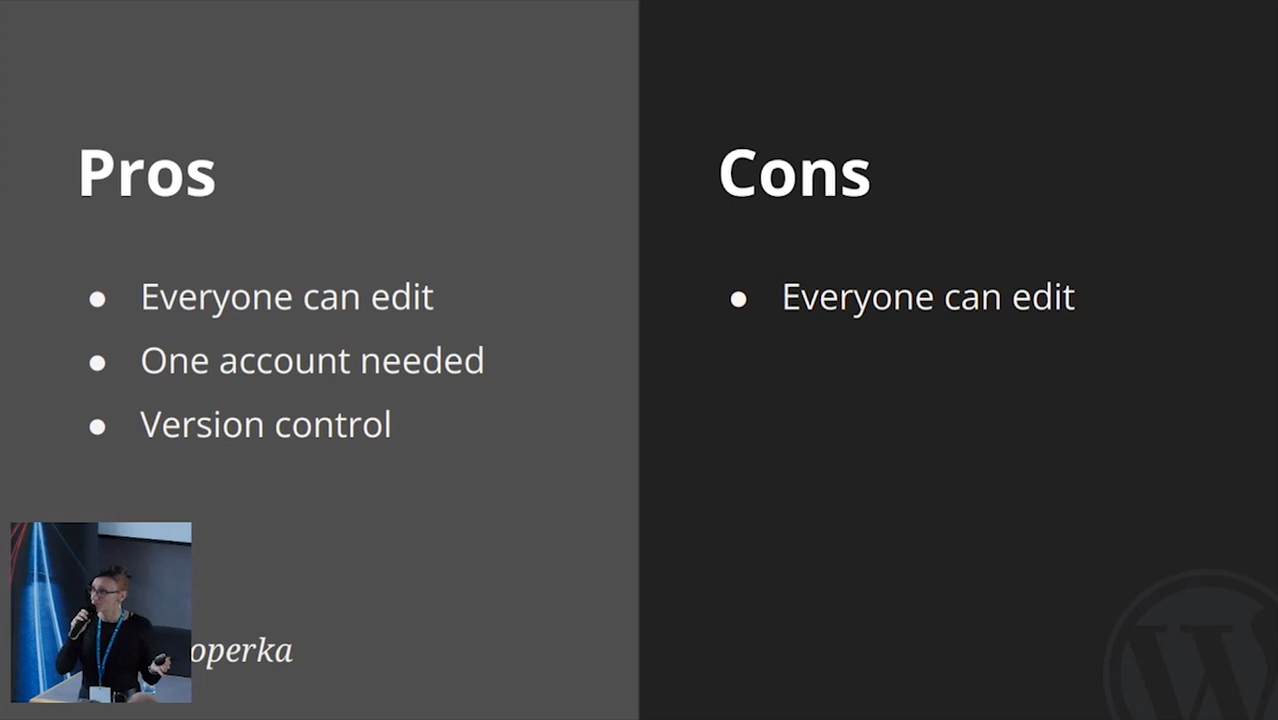 Pros
● Everyone can edit
● One account needed
● Version control
Cons
● Everyone can edit
operka